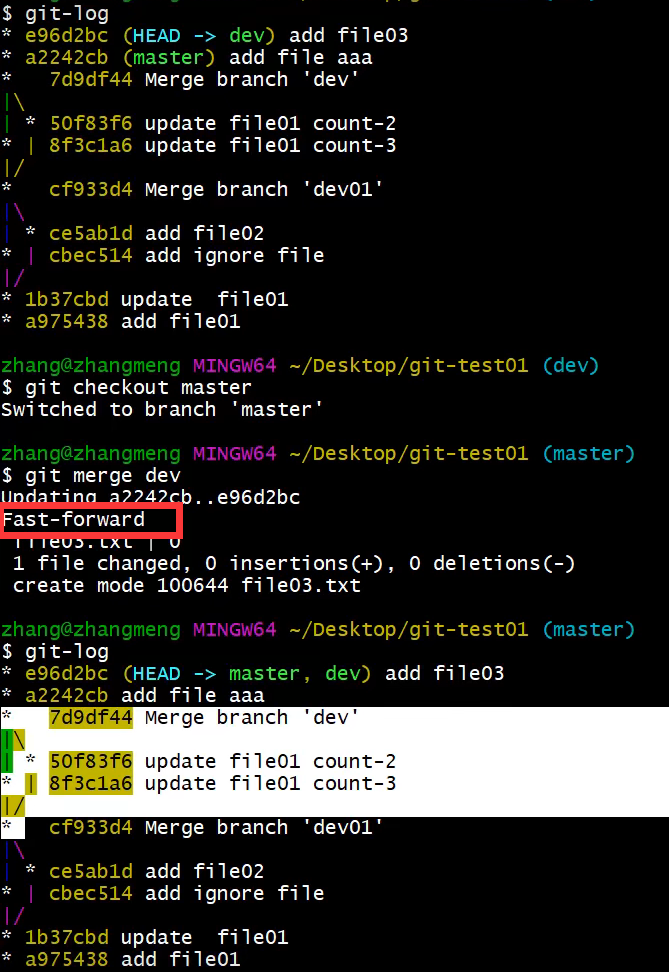 $ git-log
* e96d2bc (HEAD -> dev) add file03
* a2242cb (master) add file aaa
*   7d9df44 Merge branch 'dev'
|\
| * 50f83f6 update file01 count-2
* | 8f3c1a6 update file01 count-3
|/
*   cf933d4 Merge branch 'dev01'
|\
| * ce5ab1d add file02
* | cbec514 add ignore file
|/
* 1b37cbd update  file01
* a975438 add file01
zhang@zhangmeng MINGW64 ~/Desktop/git-test01 (dev)
$ git checkout master
Switched to branch 'master'
zhang@zhangmeng MINGW64 ~/Desktop/git-test01 (master)
$ git merge dev
Updating a2242cb..e96d2bc
Fast-forward
 file03.txt | 0
 1 file changed, 0 insertions(+), 0 deletions(-)
 create mode 100644 file03.txt
zhang@zhangmeng MINGW64 ~/Desktop/git-test01 (master)
$ git-log
* e96d2bc (HEAD -> master, dev) add file03
* a2242cb add file aaa
*   7d9df44 Merge branch 'dev'
|\
| * 50f83f6 update file01 count-2
* | 8f3c1a6 update file01 count-3
|/
*   cf933d4 Merge branch 'dev01'
|\
| * ce5ab1d add file02
* | cbec514 add ignore file
|/
* 1b37cbd update  file01
* a975438 add file01